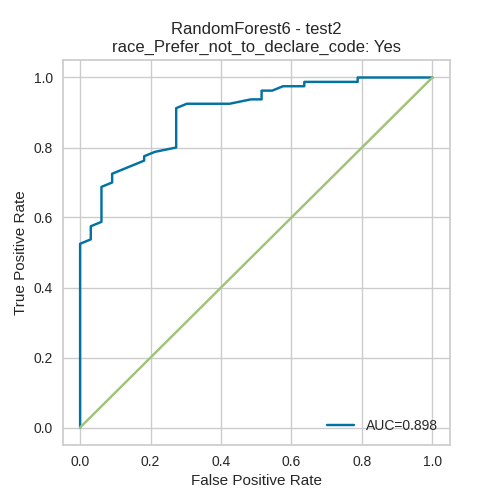 RandomForest6 - test2
race_Prefer_not_to_declare_code: Yes
True Positive Rate
1.0
0.8
0.6
0.4
0.2
0.0
AUC=0.898
0.0 0.2 0.4 0.6 0.8 1.0
False Positive Rate